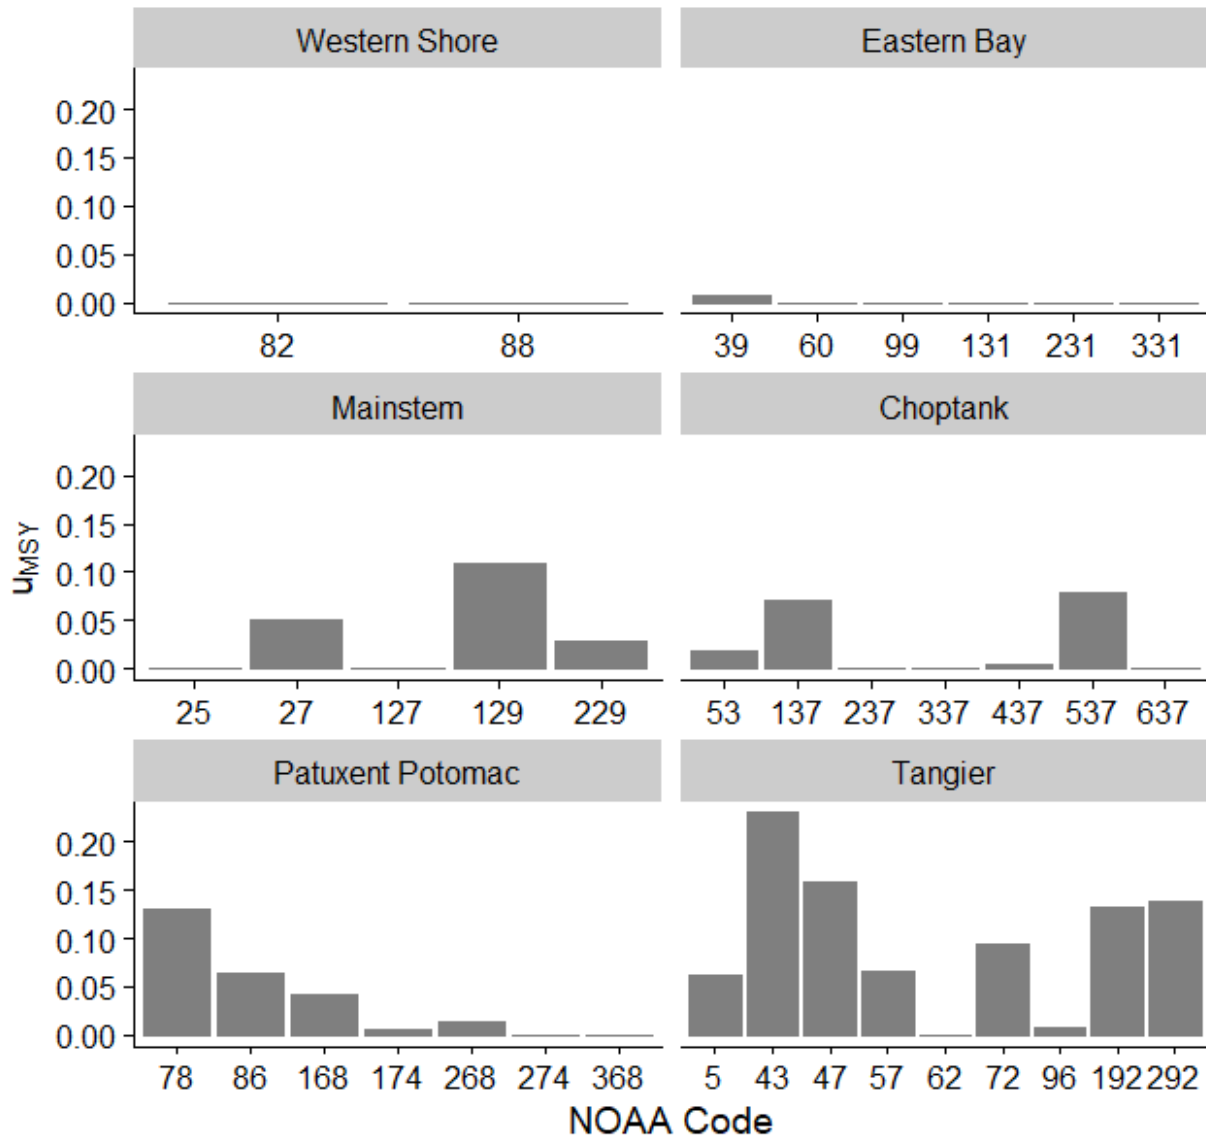 Western Shore Eastern Bay
0.20
0.15
0.10
0.05
0.00
82 88 39 60 99 131 231 331
Mainstem Choptank
0.20
0.15
0.10
0.05
0.00
25 27 127 129 229 53 137 237 337 437 537 637
uMSY
Patuxent Potomac Tangier
0.20
0.15
0.10
0.05
0.00
78 86 168 174 268 274 368 5 43 47 57 62 72 96 192 292
NOAA Code